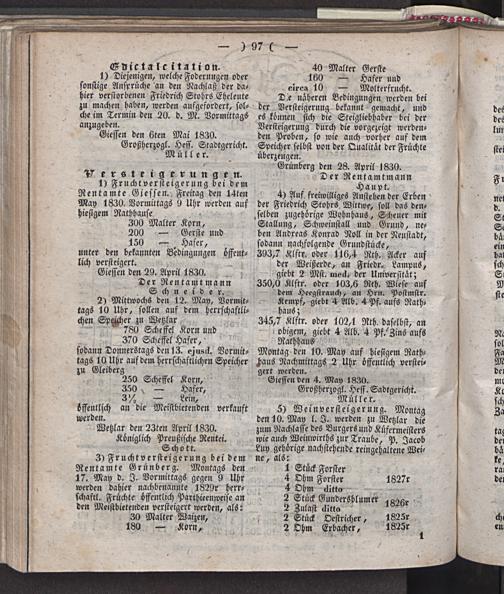 — ) 97 ( —
Edictalcitation.
1) Diejenigen, welche Foderungen oder
sonstige Ansprüche an den Nachlaß der da-
hier verstorbenen Friedrich Stohrs Eheleute
zu machen haben, werden aufgefordert, sol-
che im Termin den 20. d. M. Vormittags
anzugeben.
Giessen den 6ten Mai 1830.
Großherzogl. Hess. Stadtgericht.
Müller.
Versteigerungen.
1) Fruchtversteigerung bei dem
Rentamte Giessen. Freitag den 14ten
May 1830. Vormittags 9 Uhr werden auf
hiesigem Rathhause
300 Malter Korn,
200 — Gerste und
150 — Hafer,
unter den bekannten Bedingungen öffent-
lich versteigert.
Giessen den 29. April 1830.
Der Rentamtmann
Schneider.
2) Mittwochs den 12. May, Vormit-
tags 10 Uhr, sollen auf dem herrschaftli-
chen Speicher zu Wetzlar
780 Scheffel Korn und
370 Scheffel Hafer,
sodann Donnerstags den 13. ejusd. Vormit-
tags 10 Uhr auf dem herrschaftlichen Speicher
zu Gleiberg
250 Scheffel Korn,
350 — Hafer,
3½ — Lein,
öffentlich an die Meistbietenden verkauft
werden.
Wetzlar den 23ten April 1830.
Königlich Preußische Rentei.
Schott.
3) Fruchtversteigerung bei dem
Rentamte Grünberg. Montags den
17. May d. J. Vormittags gegen 9 Uhr
werden dahier nachbenannte 1829r herr-
schaftl. Früchte öffentlich Parthieenweise an
den Meistbietenden versteigert werden, als:
30 Malter Waizen,
180 — Korn,
40 Malter Gerste
160 — Hafer und
circa 10 — Molterfrucht.
Die näheren Bedingungen werden bei
der Versteigerung bekannt gemacht, und
es können sich die Steigliebhaber bei der
Versteigerung durch die vorgezeigt werden-
den Proben, so wie auch vorher auf dem
Speicher selbst von der Qualität der Früchte
überzeugen.
Grünberg den 28. April 1830.
Der Rentamtmann
Haupt.
4) Auf freiwilliges Anstehen der Erben
der Friedrich Stohrs Wittwe, soll das den-
selben zugehörige Wohnhaus, Scheuer mit
Stallung, Schweinstall und Grund, ne-
ben Andreas Konrad Noll in der Neustadt,
sodann nachfolgende Grundstücke,
393,7 Klftr. oder 116,4 Rth. Acker auf
der Weißerde, an Friedr. Pampus,
giebt 2 Mst. med. der Universität;
350,0 Klftr. oder 103,6 Rth. Wiese auf
dem Heegstrauch, an Hrn. Postmstr.
Kempf, giebt 4 Alb. 4 Pf. aufs Rath-
haus;
345,7 Klftr. oder 102,1 Rth. daselbst, an
obigem, giebt 4 Alb. 4 Pf. Zins aufs
Rathhaus
Montag den 10. May auf hiesigem Rath-
haus Nachmittags 2 Uhr öffentlich verstei-
gert werden.
Giessen den 4. May 1830.
Großherzogl. Hess. Stadtgericht.
Müller.
5) Weinversteigerung. Montag
den 10. May l. J. werden zu Wetzlar die
zum Nachlasse des Burgers und Küfermeisters
wie auch Weinwirths zur Traube, P. Jacob
Luy gehörige nachstehende reingehaltene Wei-
ne, als:
1 Stück Forster
4 Ohm Forster 1827r
4 Ohm ditto
2 Stück Gundersblumer
2 Zulast ditto 1826r
2 Stück Oestricher, 1825r
2 Ohm Erbacher, 1825r
1